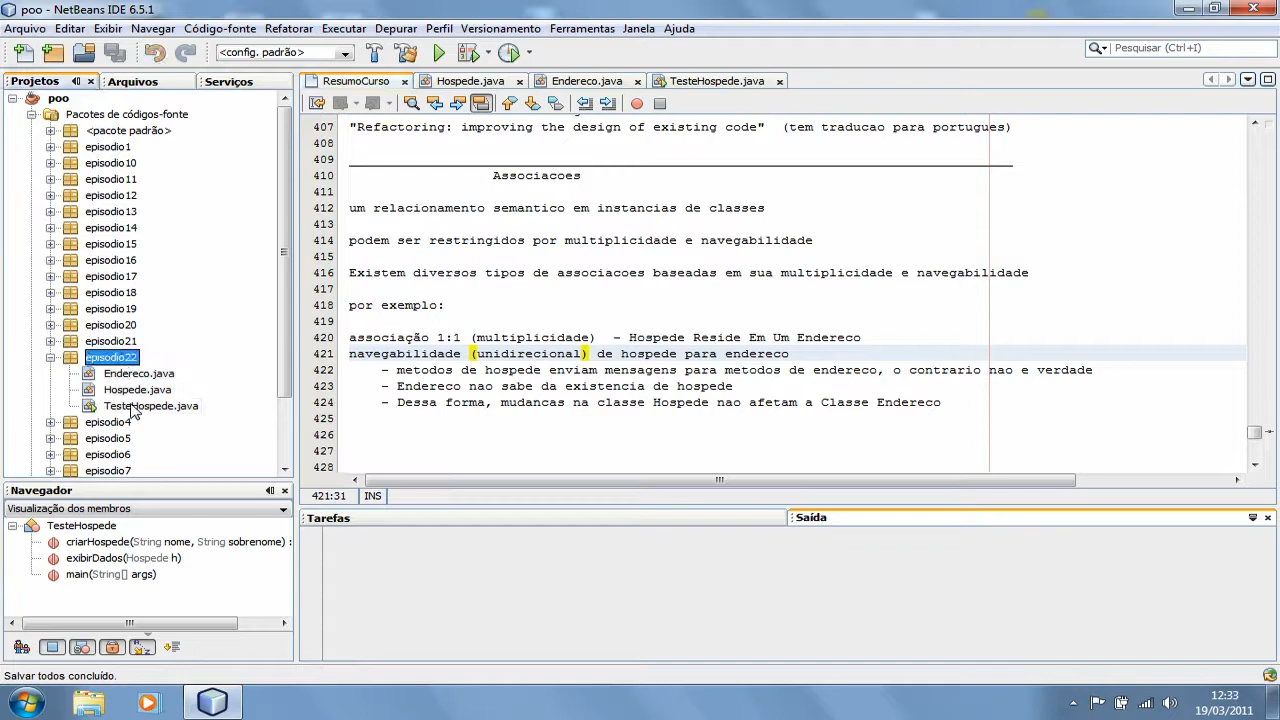 poo - NetBeans IDE 6.5.1
Arquivo Editar Exibir Navegar Código-fonte Refatorar Executar Depurar Perfil Versionamento Ferramentas Janela Ajuda
<config. padrão>
Pesquisar (Ctrl+I)
Projetos
Arquivos
Serviços
poo
Pacotes de códigos-fonte
<pacote padrão>
episodio1
episodio10
episodio11
episodio12
episodio13
episodio14
episodio15
episodio16
episodio17
episodio18
episodio19
episodio20
episodio21
episodio22
Endereco.java
Hospede.java
TesteHospede.java
episodio4
episodio5
episodio6
episodio7
Navegador
Visualização dos membros
TesteHospede
criarHospede(String nome, String sobrenome) :
exibirDados(Hospede h)
main(String[] args)
ResumoCurso
Hospede.java
Endereco.java
TesteHospede.java
407 "Refactoring: improving the design of existing code" (tem traducao para portugues)
408
409
410 Associacoes
411
412 um relacionamento semantico em instancias de classes
413
414 podem ser restringidos por multiplicidade e navegabilidade
415
416 Existem diversos tipos de associacoes baseadas em sua multiplicidade e navegabilidade
417
418 por exemplo:
419
420 associação 1:1 (multiplicidade) - Hospede Reside Em Um Endereco
421 navegabilidade (unidirecional) de hospede para endereco
422 - metodos de hospede enviam mensagens para metodos de endereco, o contrario nao e verdade
423 - Endereco nao sabe da existencia de hospede
424 - Dessa forma, mudancas na classe Hospede nao afetam a Classe Endereco
425
426
427
428
421:31 INS
Tarefas
Saída
Salvar todos concluído.
12:33
19/03/2011